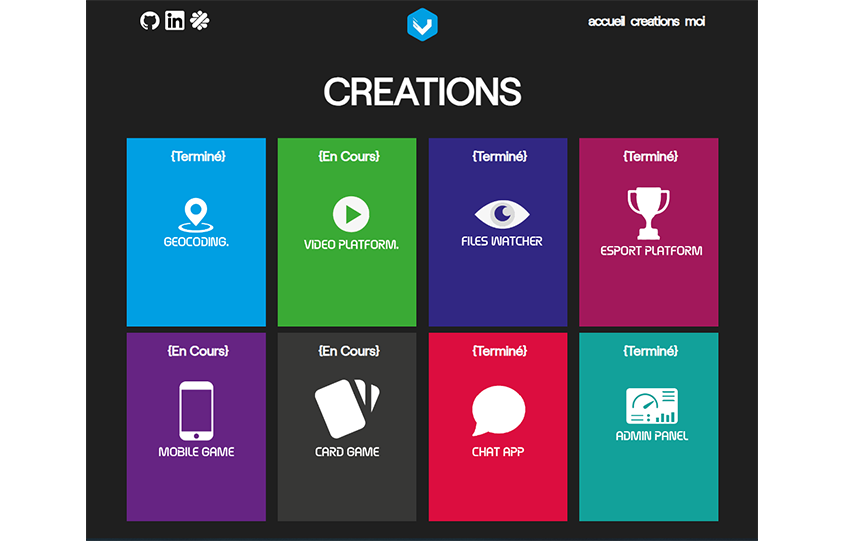 accueil creations moi
CREATIONS
{Terminé} {En Cours} {Terminé} {Terminé}
GEOCODING. VIDEO PLATFORM. FILES WATCHER ESPORT PLATFORM
{En Cours} {En Cours} {Terminé} {Terminé}
MOBILE GAME CARD GAME CHAT APP ADMIN PANEL